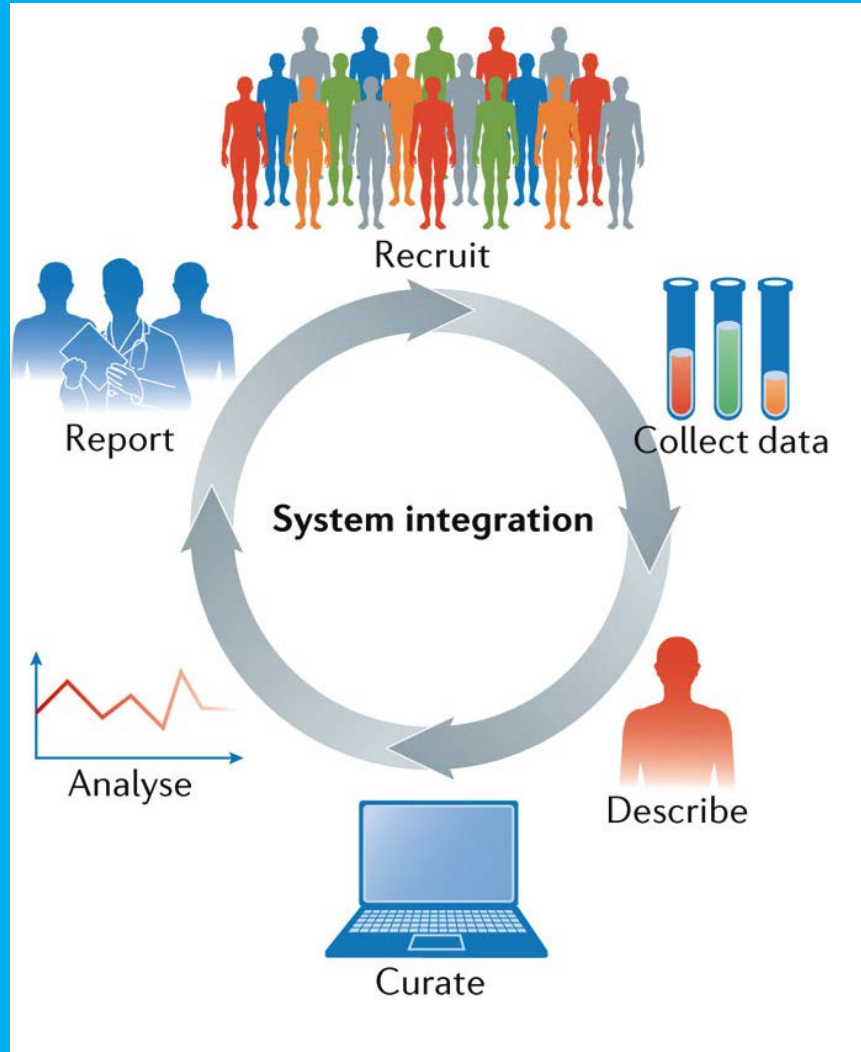 Recruit
Collect data
Describe
Curate
Analyse
Report
System integration